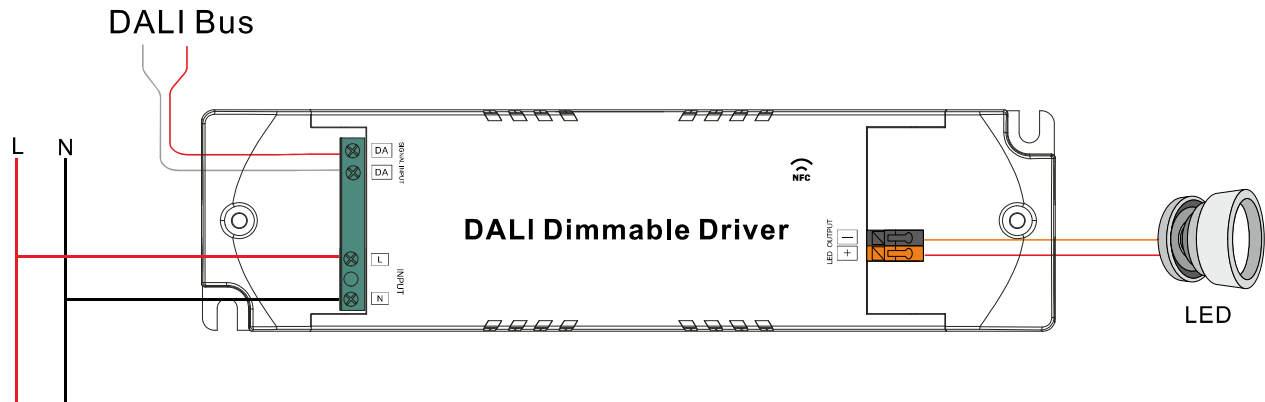 DALI Bus
L
N
DA
DA
SIGNAL INPUT
L
N
INPUT
DALI Dimmable Driver
NFC
LED OUTPUT
—
+
LED